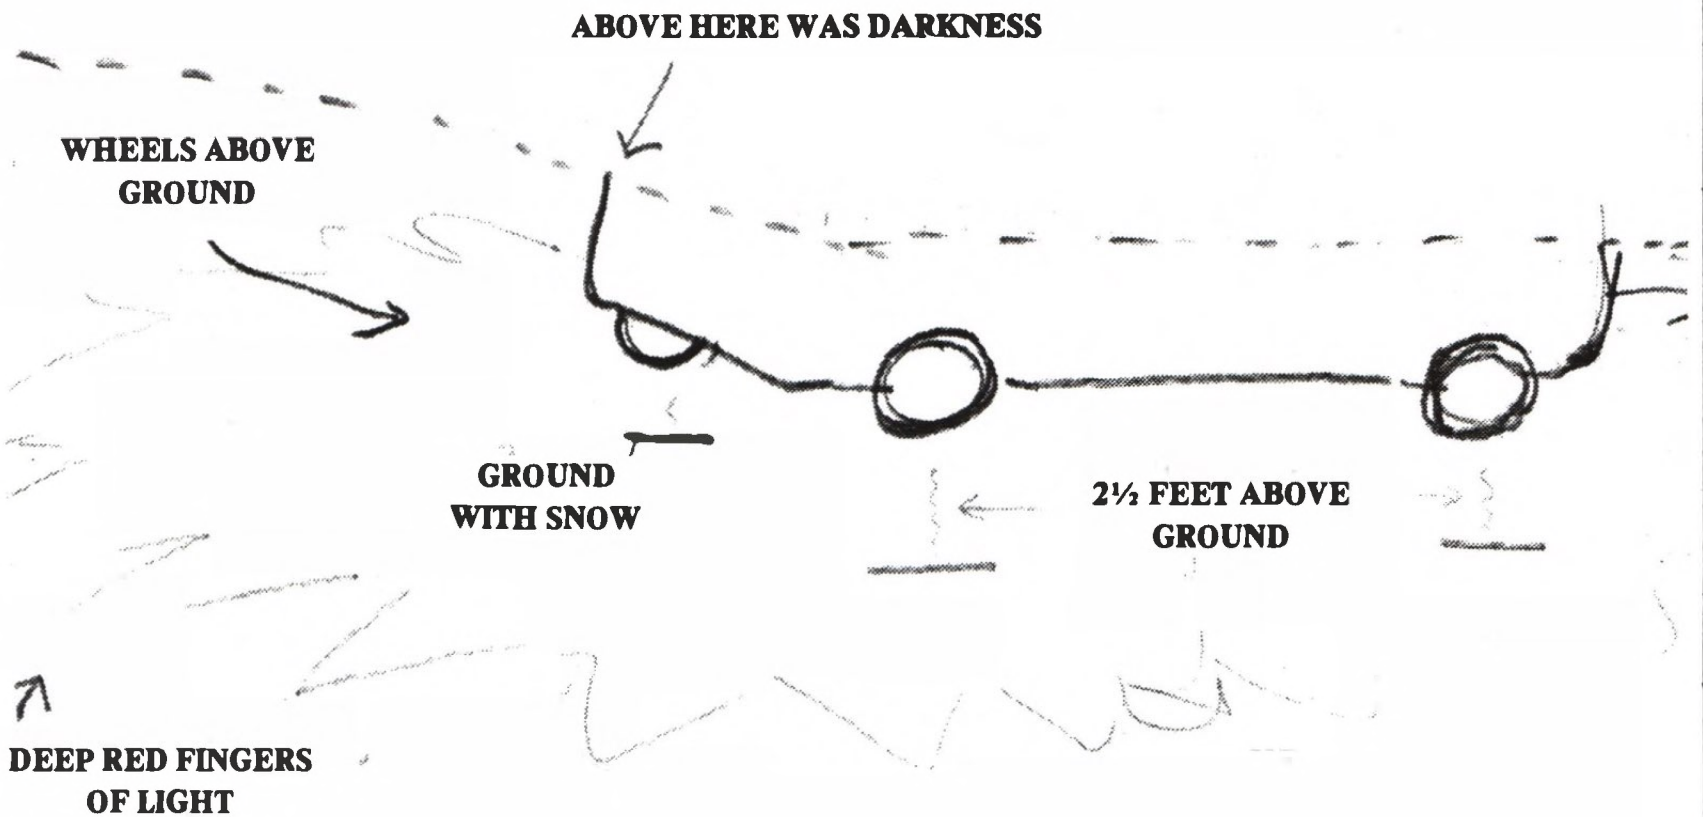 ABOVE HERE WAS DARKNESS
WHEELS ABOVE
GROUND
GROUND
WITH SNOW
2½ FEET ABOVE
GROUND
DEEP RED FINGERS
OF LIGHT